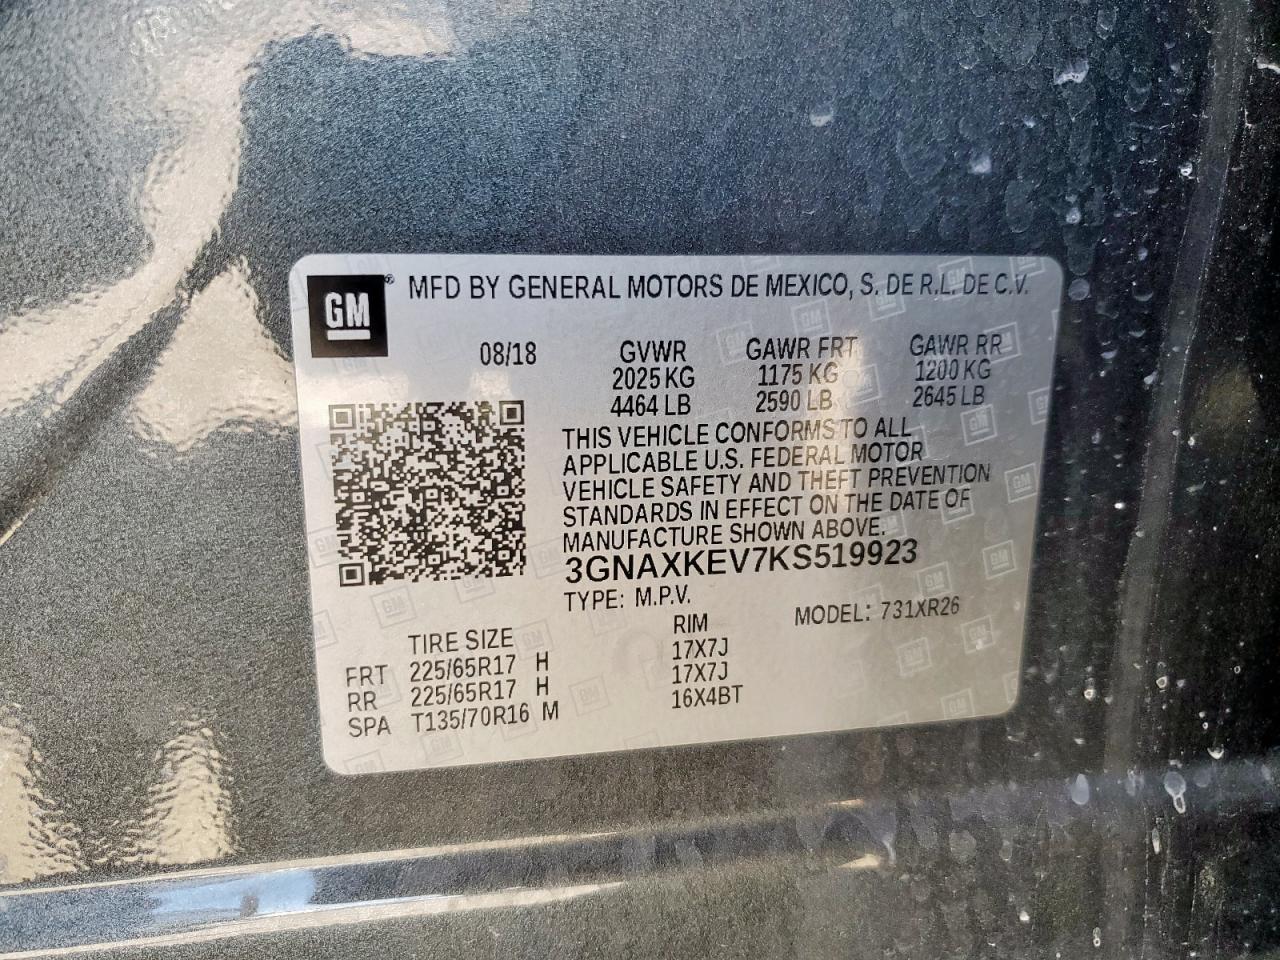 GM® MFD BY GENERAL MOTORS DE MEXICO, S. DE R.L. DE C.V.
08/18 GVWR GAWR FRT GAWR RR
2025 KG 1175 KG 1200 KG
4464 LB 2590 LB 2645 LB
THIS VEHICLE CONFORMS TO ALL
APPLICABLE U.S. FEDERAL MOTOR
VEHICLE SAFETY AND THEFT PREVENTION
STANDARDS IN EFFECT ON THE DATE OF
MANUFACTURE SHOWN ABOVE.
3GNAXKEV7KS519923
TYPE: M.P.V. MODEL: 731XR26
TIRE SIZE RIM
FRT 225/65R17 H 17X7J
RR 225/65R17 H 17X7J
SPA T135/70R16 M 16X4BT